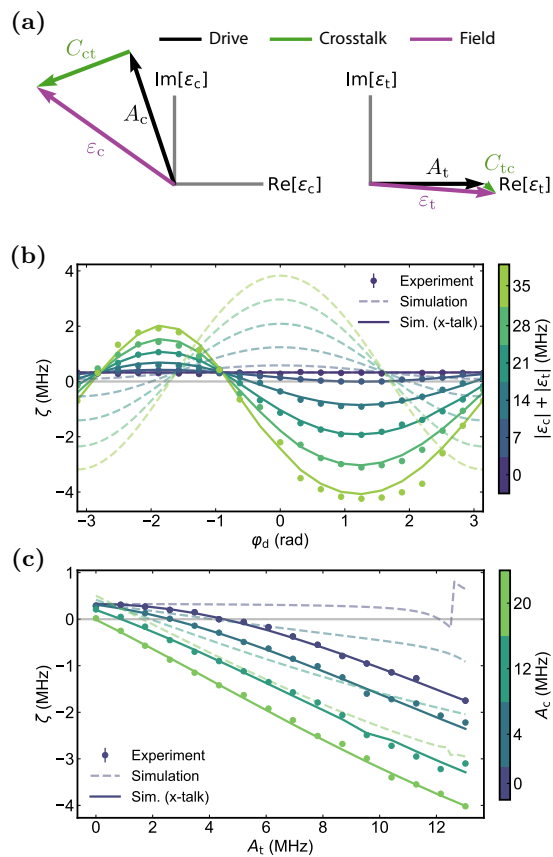 (a)
Drive Crosstalk Field
C_ct
Im[ε_c]
A_c
ε_c
Re[ε_c]
Im[ε_t]
A_t
C_tc
Re[ε_t]
ε_t
(b)
4
2
0
−2
−4
ζ (MHz)
Experiment
Simulation
Sim. (x-talk)
−3 −2 −1 0 1 2 3
φ_d (rad)
35
28
21
14
7
0
|ε_c| + |ε_t| (MHz)
(c)
1
0
−1
−2
−3
−4
ζ (MHz)
Experiment
Simulation
Sim. (x-talk)
0 2 4 6 8 10 12
A_t (MHz)
20
12
4
0
A_c (MHz)